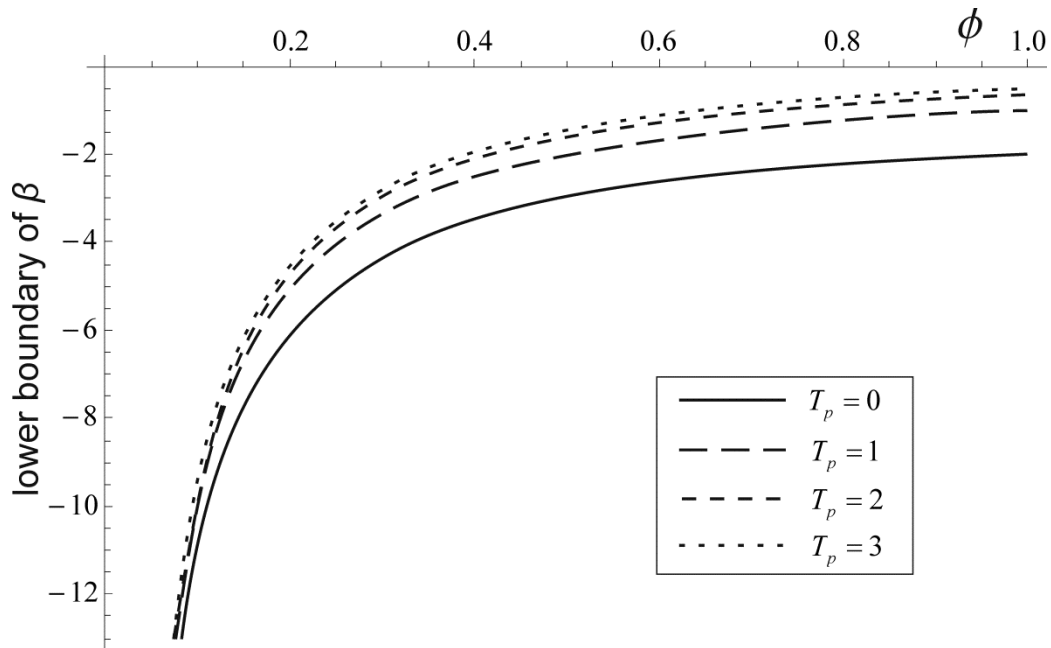 0.2 0.4 0.6 0.8 ϕ 1.0
−2
−4
−6
−8
−10
−12
lower boundary of β
T_p = 0
T_p = 1
T_p = 2
T_p = 3